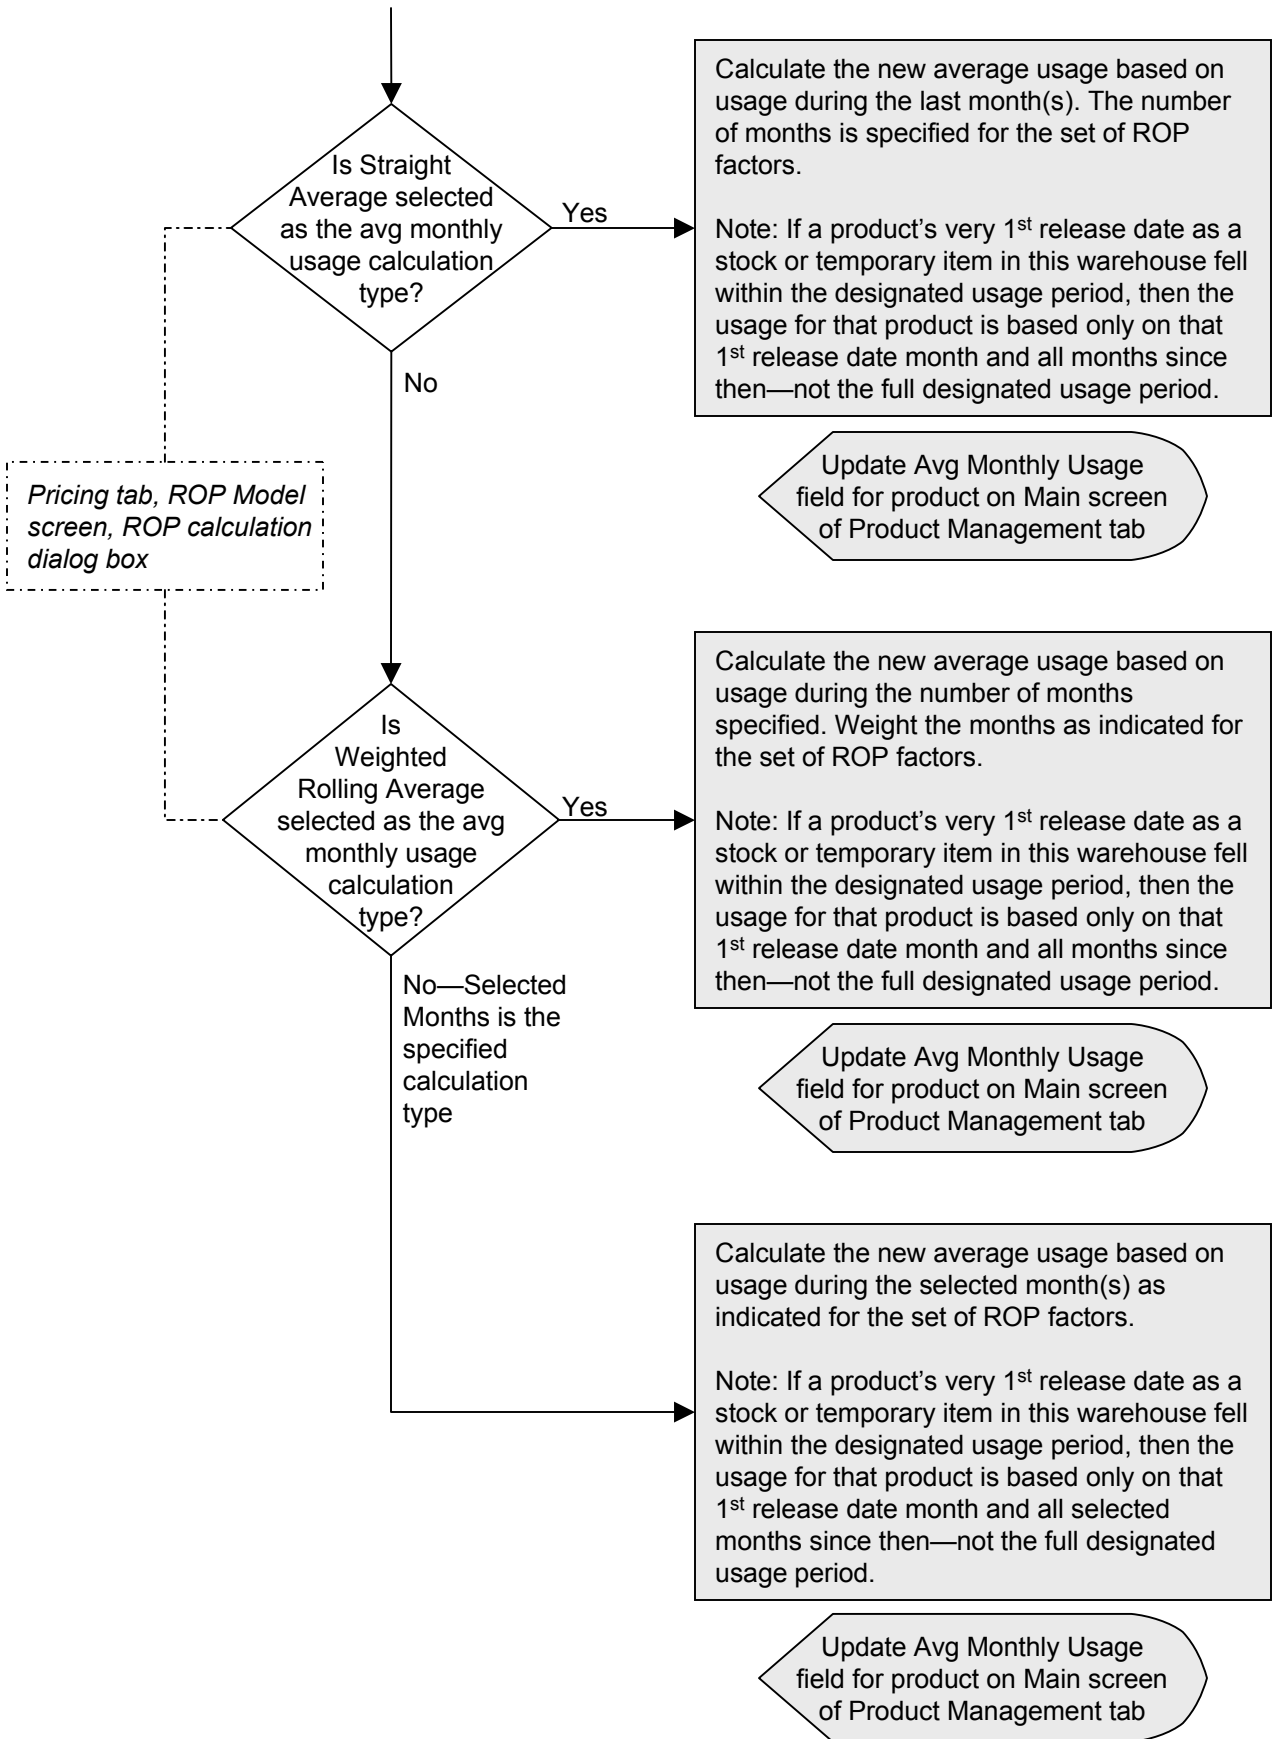 Is Straight
Average selected
as the avg monthly
usage calculation
type?
Yes
No
Calculate the new average usage based on
usage during the last month(s). The number
of months is specified for the set of ROP
factors.
Note: If a product’s very 1st release date as a
stock or temporary item in this warehouse fell
within the designated usage period, then the
usage for that product is based only on that
1st release date month and all months since
then—not the full designated usage period.
Update Avg Monthly Usage
field for product on Main screen
of Product Management tab
Pricing tab, ROP Model
screen, ROP calculation
dialog box
Is
Weighted
Rolling Average
selected as the avg
monthly usage
calculation
type?
Yes
No—Selected
Months is the
specified
calculation
type
Calculate the new average usage based on
usage during the number of months
specified. Weight the months as indicated for
the set of ROP factors.
Note: If a product’s very 1st release date as a
stock or temporary item in this warehouse fell
within the designated usage period, then the
usage for that product is based only on that
1st release date month and all months since
then—not the full designated usage period.
Update Avg Monthly Usage
field for product on Main screen
of Product Management tab
Calculate the new average usage based on
usage during the selected month(s) as
indicated for the set of ROP factors.
Note: If a product’s very 1st release date as a
stock or temporary item in this warehouse fell
within the designated usage period, then the
usage for that product is based only on that
1st release date month and all selected
months since then—not the full designated
usage period.
Update Avg Monthly Usage
field for product on Main screen
of Product Management tab